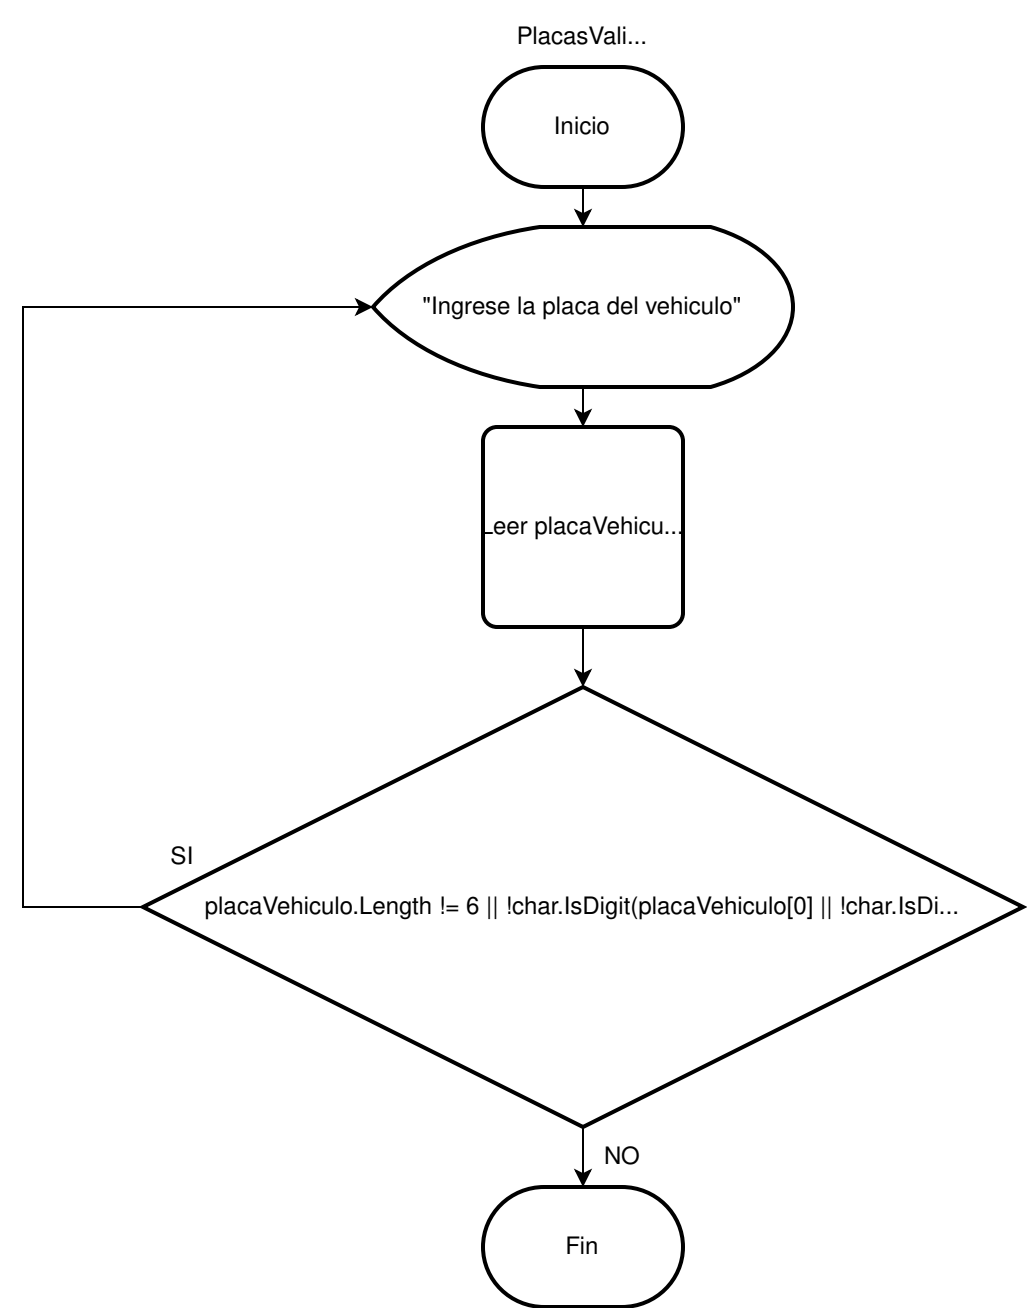 PlacasVali...
Inicio
"Ingrese la placa del vehiculo"
Leer placaVehicu...
SI
placaVehiculo.Length != 6 || !char.IsDigit(placaVehiculo[0] || !char.IsDi...
NO
Fin